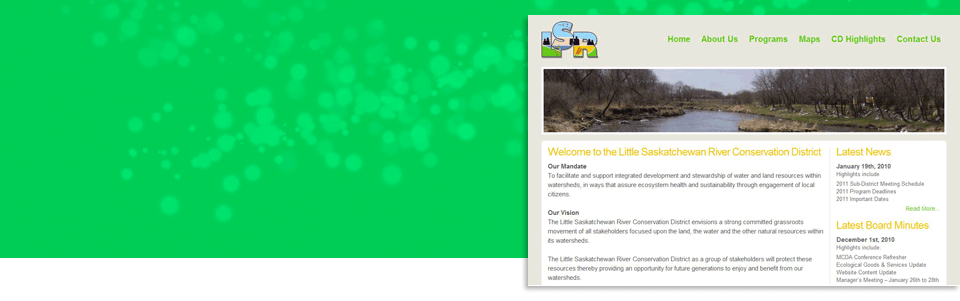 LSR
Home About Us Programs Maps CD Highlights Contact Us
Welcome to the Little Saskatchewan River Conservation District
Our Mandate
To facilitate and support integrated development and stewardship of water and land resources within
watersheds, in ways that assure ecosystem health and sustainability through engagement of local
citizens.
Our Vision
The Little Saskatchewan River Conservation District envisions a strong committed grassroots
movement of all stakeholders focused upon the land, the water and the other natural resources within
its watersheds.
The Little Saskatchewan River Conservation District as a group of stakeholders will protect these
resources thereby providing an opportunity for future generations to enjoy and benefit from our
watersheds.
Latest News
January 19th, 2010
Highlights include
2011 Sub-District Meeting Schedule
2011 Program Deadlines
2011 Important Dates
Read More...
Latest Board Minutes
December 1st, 2010
Highlights include:
MCDA Conference Refresher
Ecological Goods & Services Update
Website Content Update
Manager's Meeting – January 26th to 28th